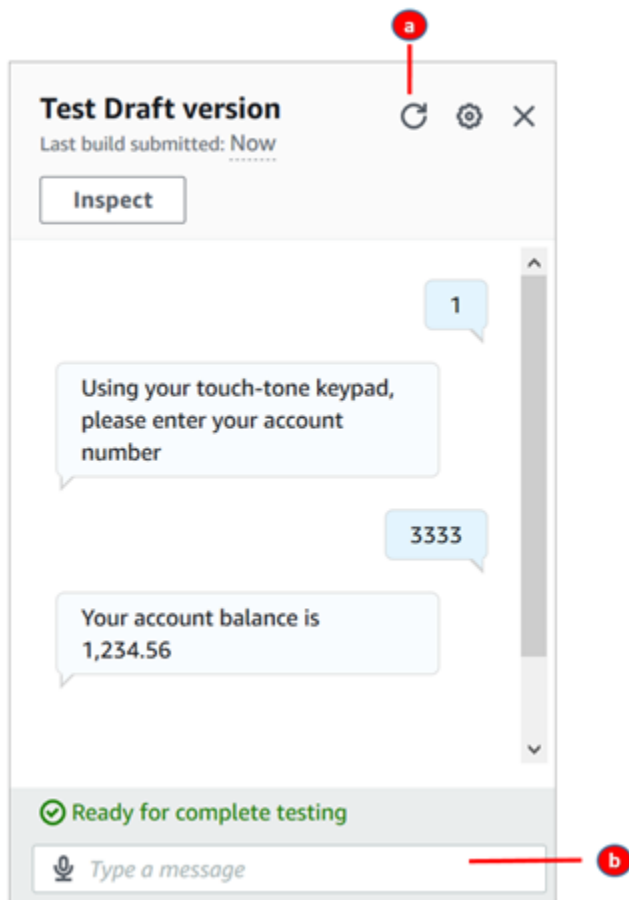 a
Test Draft version
Last build submitted: Now
Inspect
1
Using your touch-tone keypad,
please enter your account
number
3333
Your account balance is
1,234.56
Ready for complete testing
Type a message
b